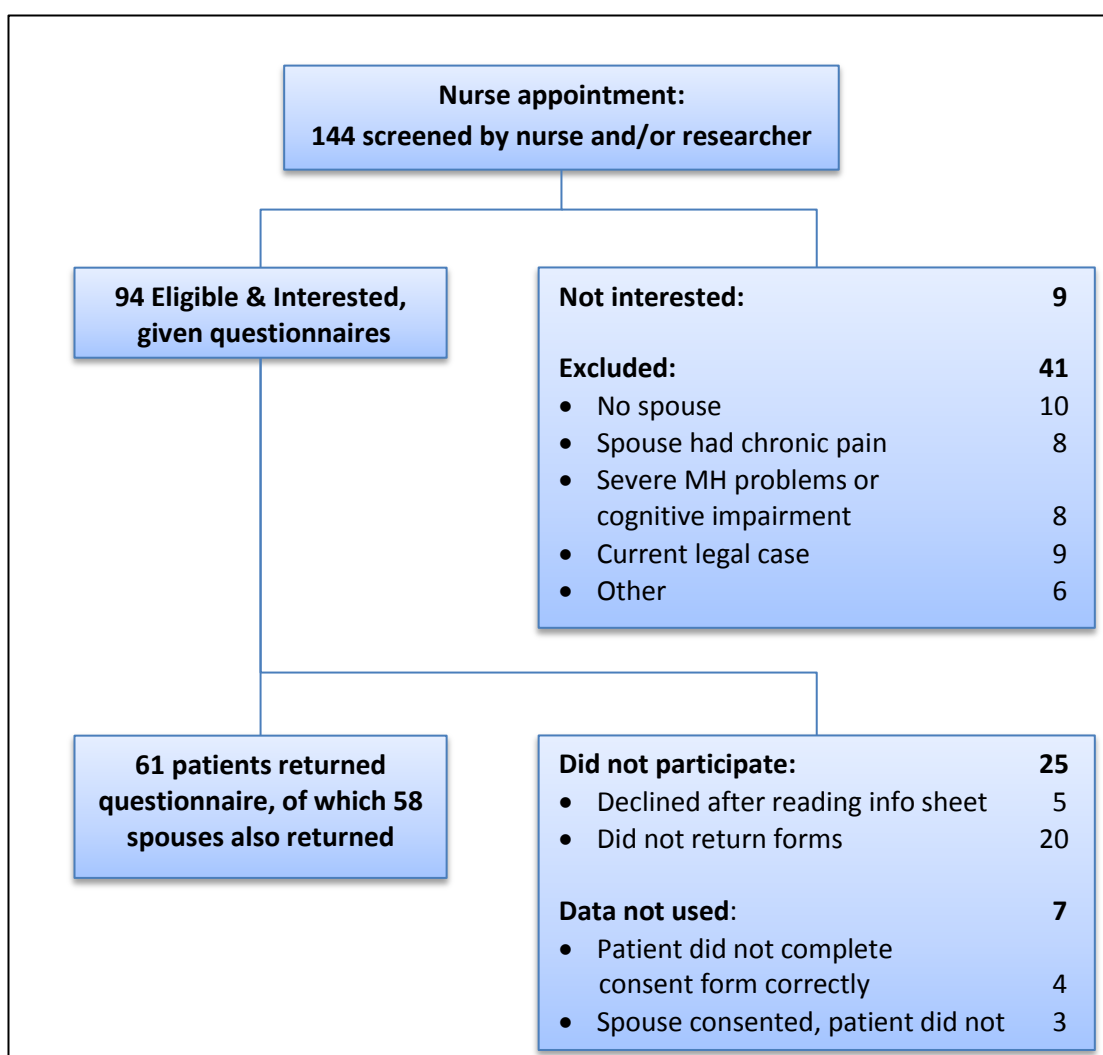 Nurse appointment:
144 screened by nurse and/or researcher
94 Eligible & Interested,
given questionnaires
Not interested: 9
Excluded: 41
• No spouse 10
• Spouse had chronic pain 8
• Severe MH problems or
cognitive impairment 8
• Current legal case 9
• Other 6
61 patients returned
questionnaire, of which 58
spouses also returned
Did not participate: 25
• Declined after reading info sheet 5
• Did not return forms 20
Data not used: 7
• Patient did not complete
consent form correctly 4
• Spouse consented, patient did not 3